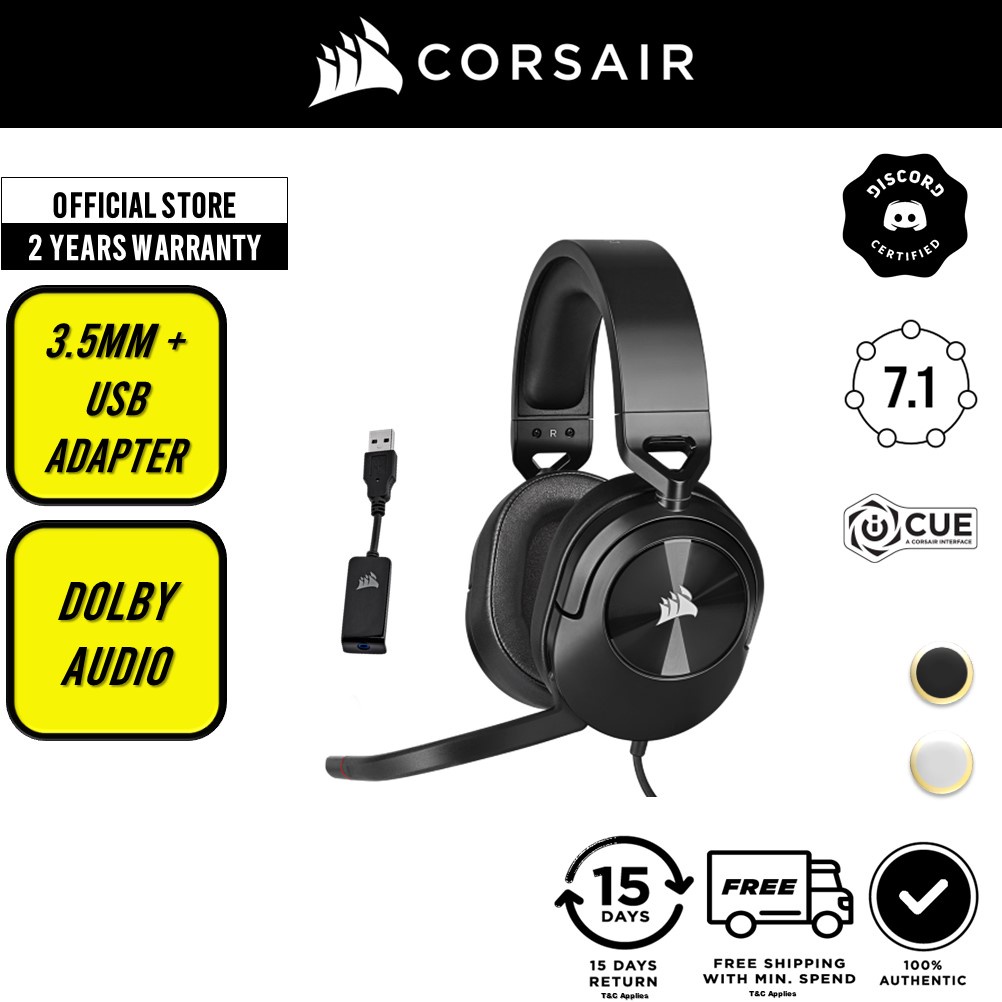 CORSAIR
OFFICIAL STORE
2 YEARS WARRANTY
3.5MM +
USB
ADAPTER
DOLBY
AUDIO
R
DISCORD
CERTIFIED
7.1
iCUE
A CORSAIR INTERFACE
15
DAYS
15 DAYS
RETURN
T&C Applies
FREE
FREE SHIPPING
WITH MIN. SPEND
T&C Applies
100%
AUTHENTIC